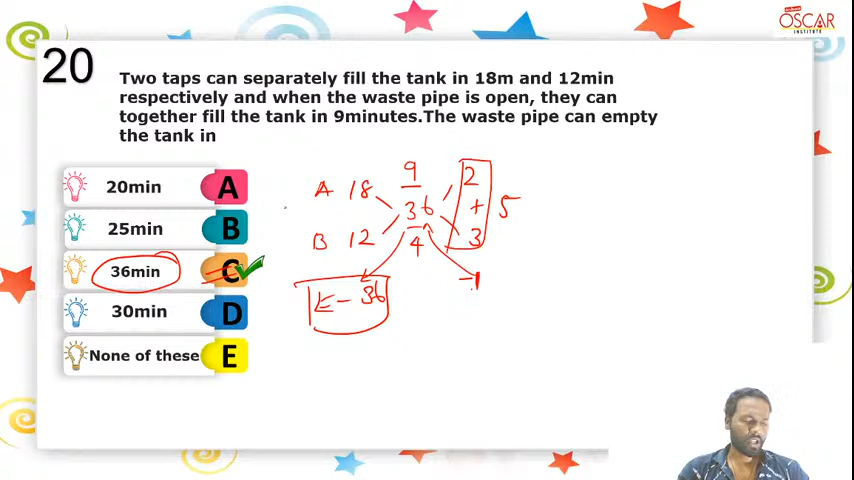 OSCAR
INSTITUTE
20
Two taps can separately fill the tank in 18m and 12min
respectively and when the waste pipe is open, they can
together fill the tank in 9minutes.The waste pipe can empty
the tank in
20min A
25min B
36min C
30min D
None of these E
9
A 18 2
36 + 5
B 12 4 3
E - 36 -1